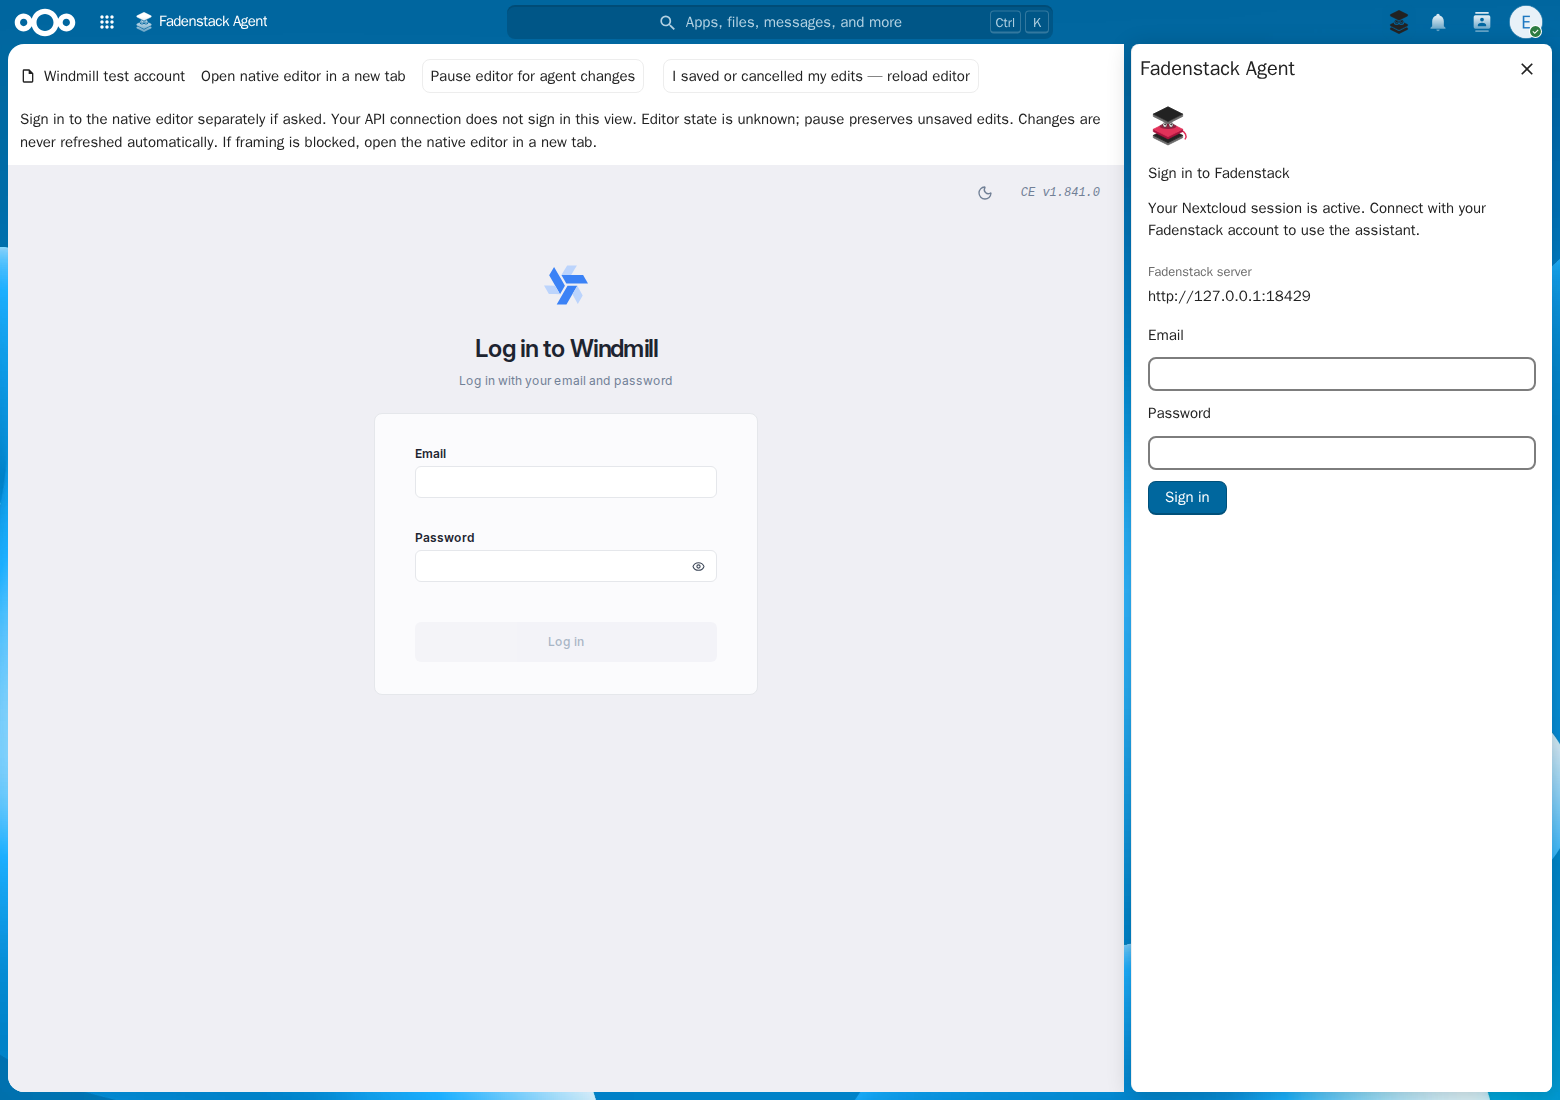 Fadenstack Agent
Apps, files, messages, and more
Ctrl
K
E
Windmill test account
Open native editor in a new tab
Pause editor for agent changes
I saved or cancelled my edits — reload editor
Sign in to the native editor separately if asked. Your API connection does not sign in this view. Editor state is unknown; pause preserves unsaved edits. Changes are
never refreshed automatically. If framing is blocked, open the native editor in a new tab.
CE v1.841.0
Log in to Windmill
Log in with your email and password
Email
Password
Log in
Fadenstack Agent
Sign in to Fadenstack
Your Nextcloud session is active. Connect with your
Fadenstack account to use the assistant.
Fadenstack server
http://127.0.0.1:18429
Email
Password
Sign in